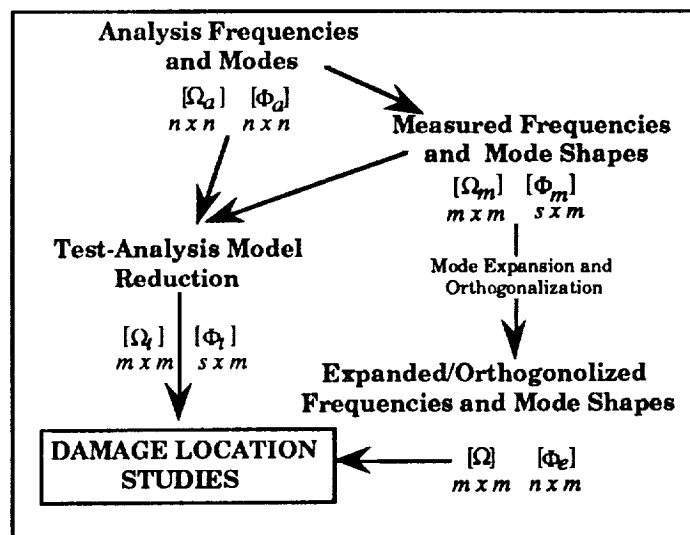 Analysis Frequencies
and Modes
[Ωa] [Φa]
n x n n x n
Measured Frequencies
and Mode Shapes
[Ωm] [Φm]
m x m s x m
Test-Analysis Model
Reduction
Mode Expansion and
Orthogonalization
[Ωt] [Φt]
m x m s x m
Expanded/Orthogonolized
Frequencies and Mode Shapes
DAMAGE LOCATION
STUDIES
[Ω] [Φe]
m x m n x m